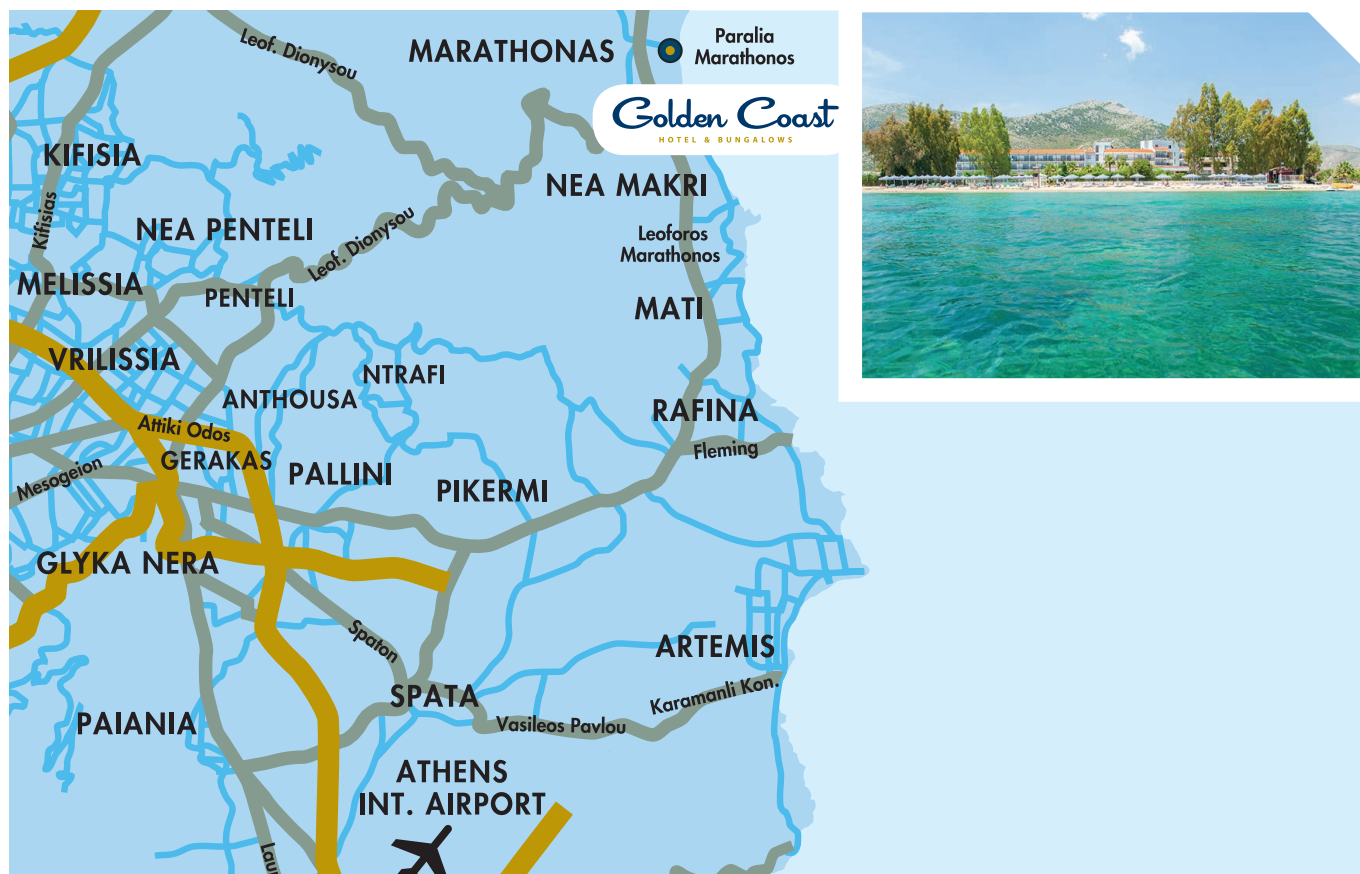 Leof. Dionysou
MARATHONAS
Paralia
Marathonos
Golden Coast
HOTEL & BUNGALOWS
KIFISIA
NEA MAKRI
Kifisias
NEA PENTELI
Leof. Dionysou
Leoforos
Marathonos
MELISSIA
PENTELI
MATI
VRILISSIA
NTRAFI
ANTHOUSA
RAFINA
Attiki Odos
Fleming
GERAKAS
Mesogeion
PALLINI
PIKERMI
GLYKA NERA
Spaton
ARTEMIS
SPATA
Karamanli Kon.
PAIANIA
Vasileos Pavlou
ATHENS
INT. AIRPORT